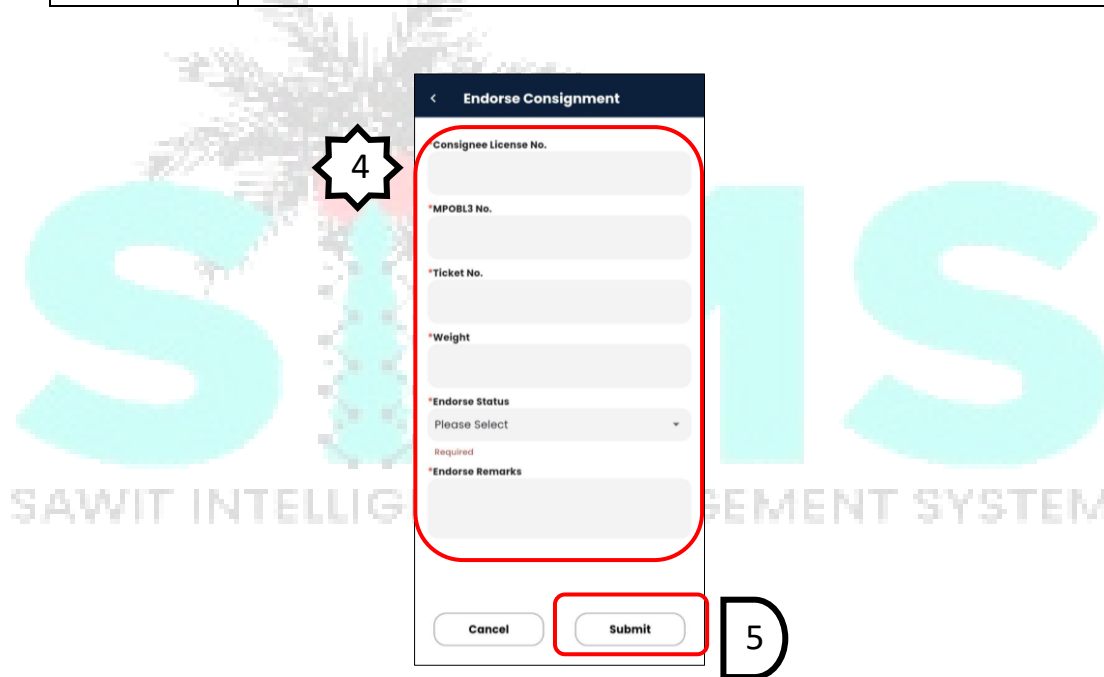 < Endorse Consignment
*Consignee License No.
4
*MPOBL3 No.
*Ticket No.
*Weight
*Endorse Status
Please Select
Required
*Endorse Remarks
SIMS
SAWIT INTELLIG GEMENT SYSTEM
Cancel
Submit
5